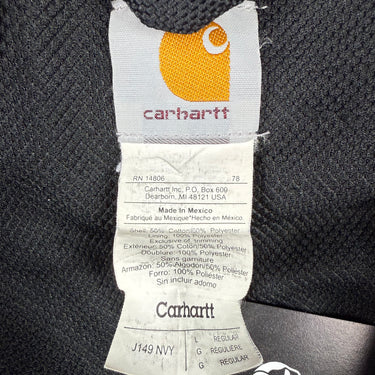 carhartt
RN 14806 78
Carhartt Inc, P.O. Box 600
Dearborn, MI 48121 USA
Made In Mexico
Fabriqué au Mexique*Hecho en México
Shell: 50% Cotton/50% Polyester
Lining: 100% Polyester
Exclusive of trimming
Extérieur: 50% Coton/50% Polyester
Doublure: 100% Polyester
Sans garniture
Armazón: 50% Algodón/50% Polyester
Forro: 100% Poliéster
Sin incluir adorno
Carhartt
J149 NVY
L REGULAR
G RÉGULIÈRE
G REGULAR